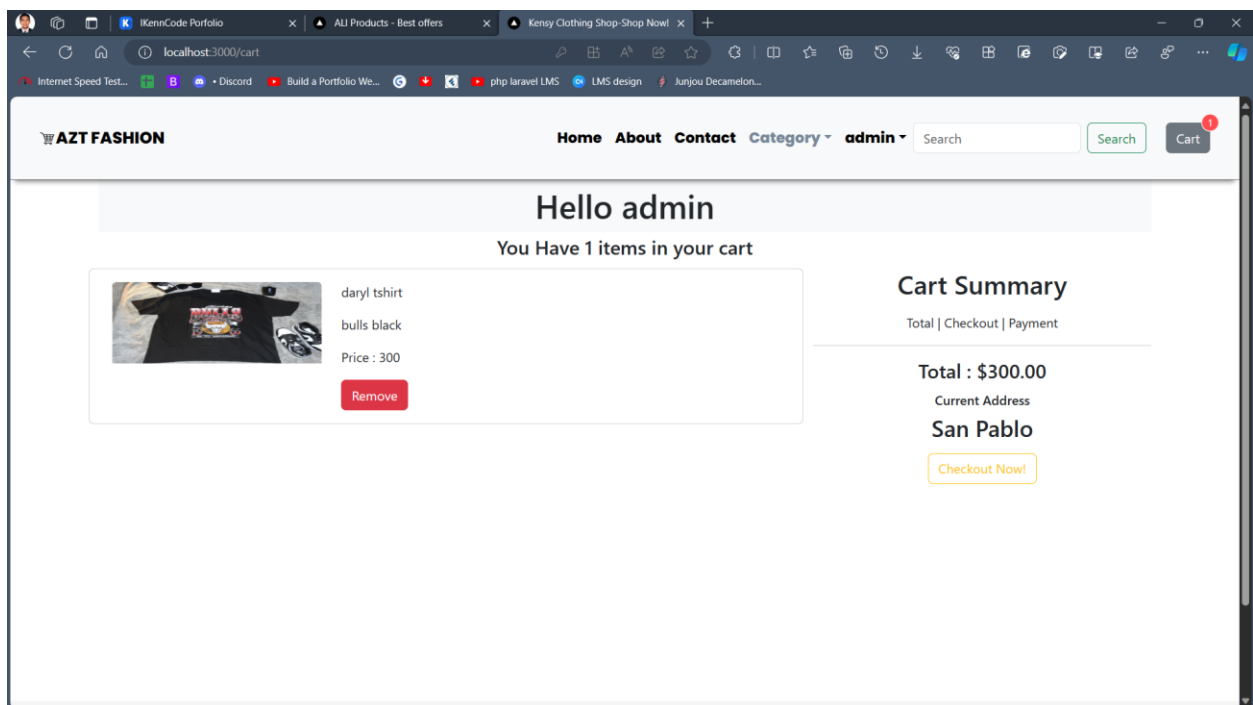 IKennCode Porfolio
ALI Products - Best offers
Kensy Clothing Shop-Shop Now!
localhost:3000/cart
Internet Speed Test...
• Discord
Build a Portfolio We...
php laravel LMS
LMS design
Junjou Decamelon...
AZT FASHION
Home About Contact Category admin Search Search Cart 1
Hello admin
You Have 1 items in your cart
daryl tshirt
bulls black
Price : 300
Remove
BULLS
Cart Summary
Total | Checkout | Payment
Total : $300.00
Current Address
San Pablo
Checkout Now!